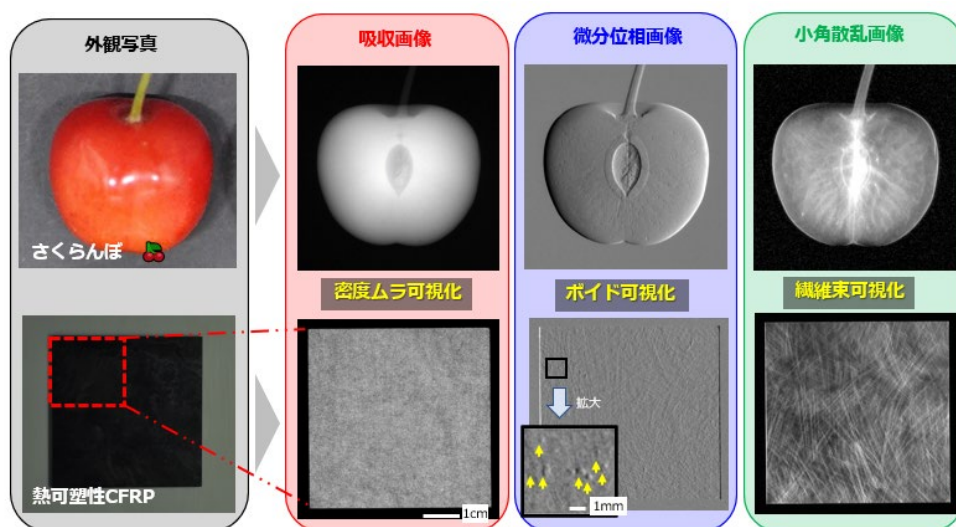 外観写真
吸収画像
微分位相画像
小角散乱画像
さくらんぼ
密度ムラ可視化
ボイド可視化
繊維束可視化
拡大
熱可塑性CFRP
1cm
1mm